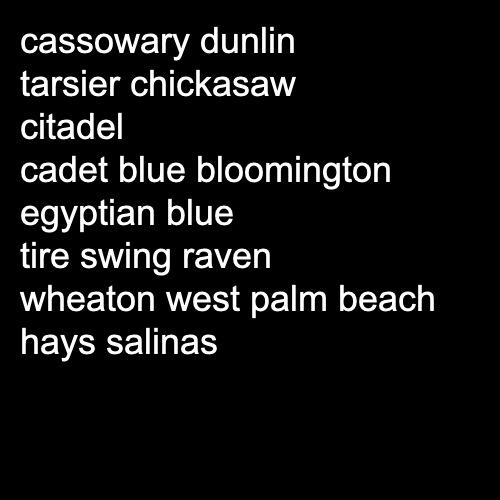 cassowary dunlin
tarsier chickasaw
citadel
cadet blue bloomington
egyptian blue
tire swing raven
wheaton west palm beach
hays salinas